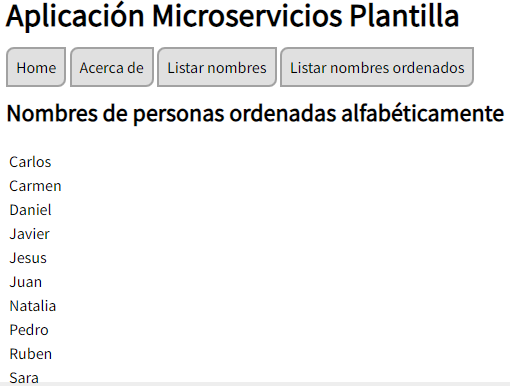 Aplicación Microservicios Plantilla
Home Acerca de Listar nombres Listar nombres ordenados
Nombres de personas ordenadas alfabéticamente
Carlos
Carmen
Daniel
Javier
Jesus
Juan
Natalia
Pedro
Ruben
Sara